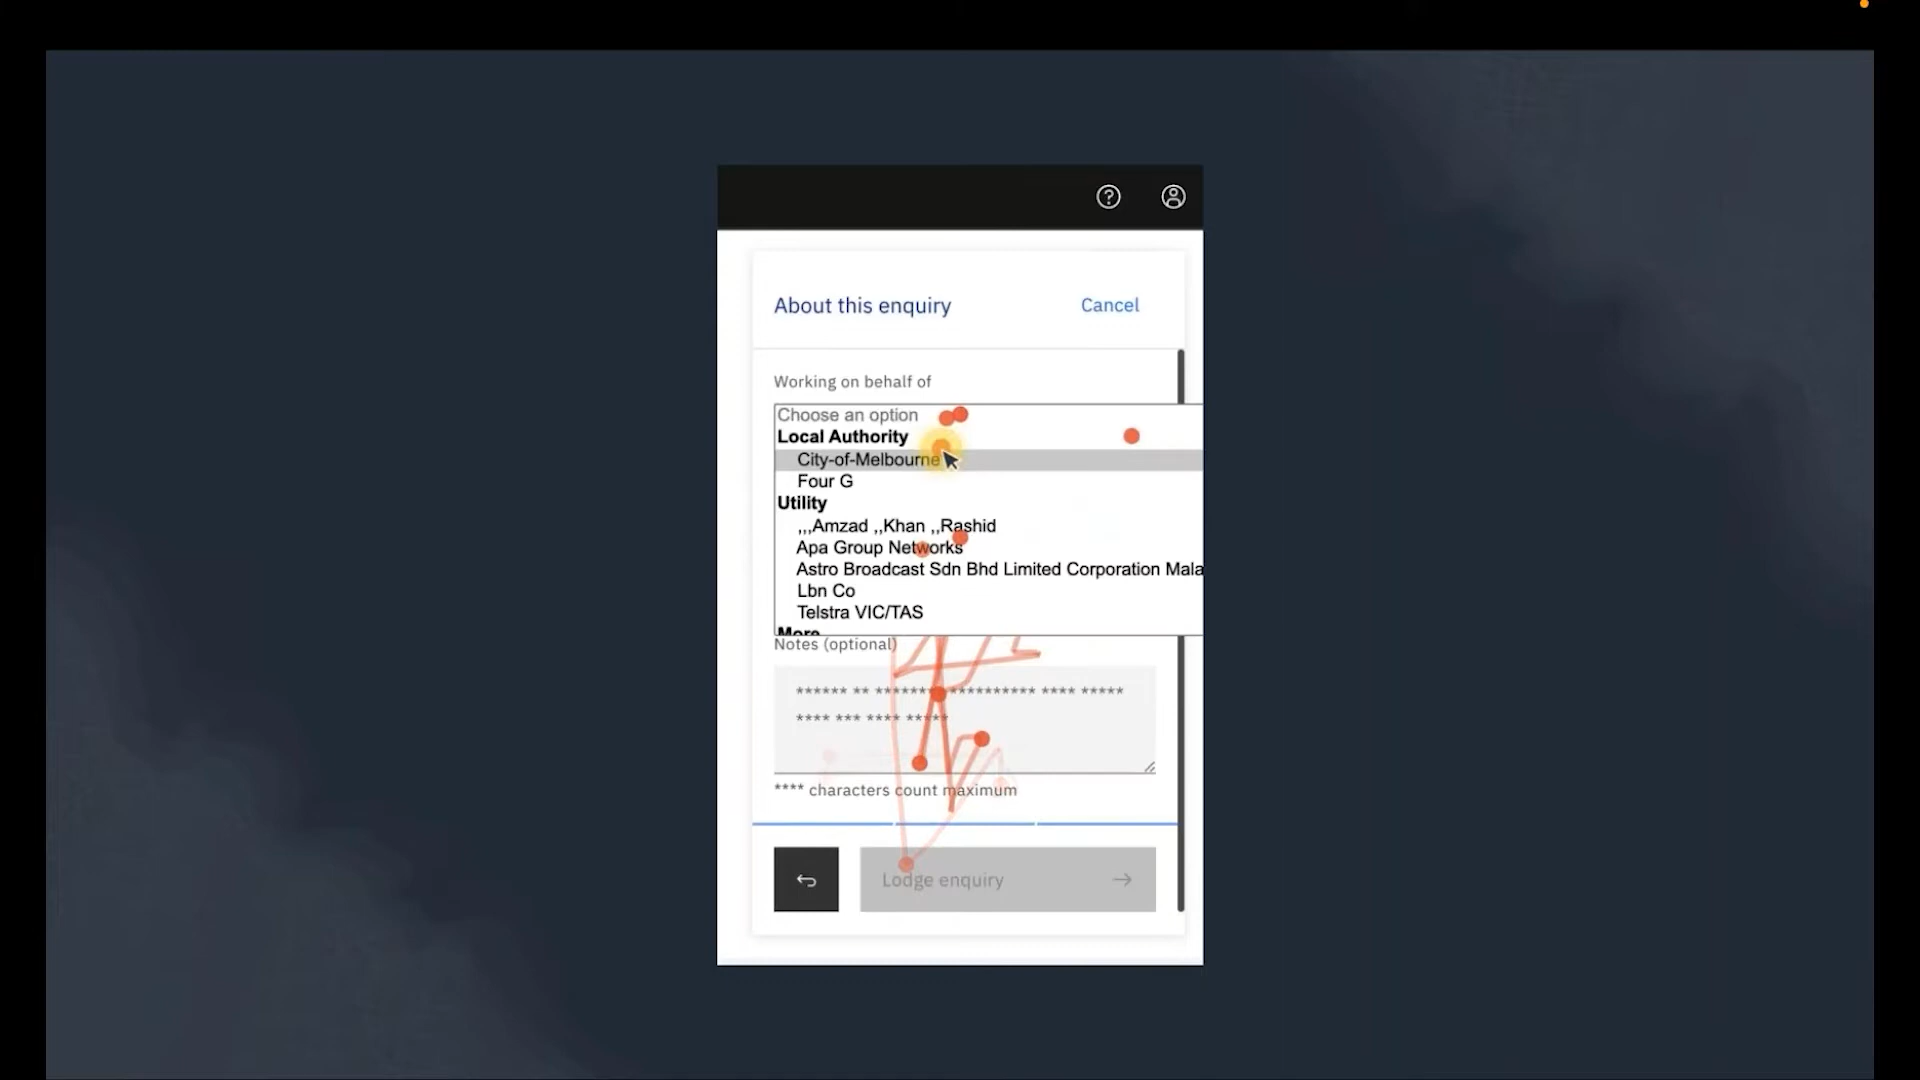 About this enquiry
Cancel
Working on behalf of
Choose an option
Local Authority
City-of-Melbourne
Four G
Utility
,,,Amzad ,,Khan ,,Rashid
Apa Group Networks
Astro Broadcast Sdn Bhd Limited Corporation Mala
Lbn Co
Telstra VIC/TAS
More
Notes (optional)
****** ** ****************** **** *****
**** *** **** *****
**** characters count maximum
Lodge enquiry